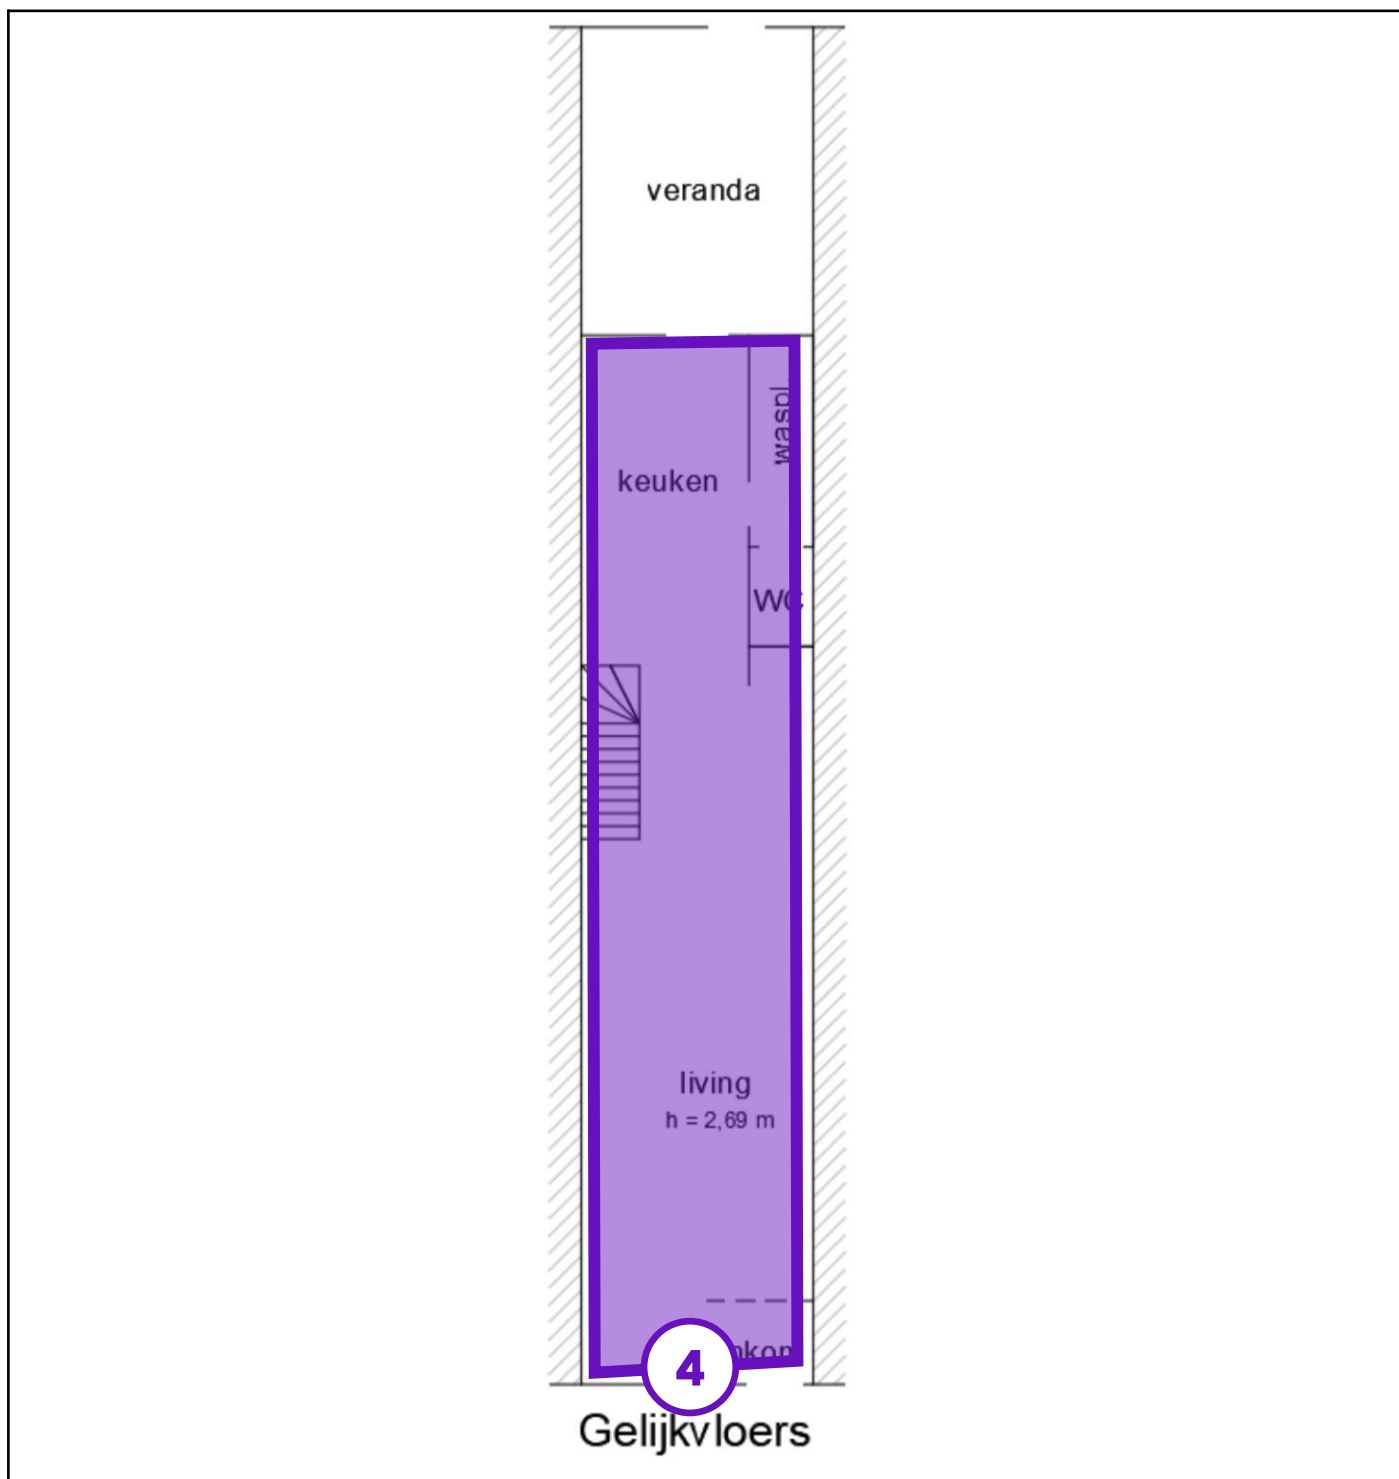 veranda
waspl
keuken
WC
living
h = 2,69 m
4
Gelijkvloers